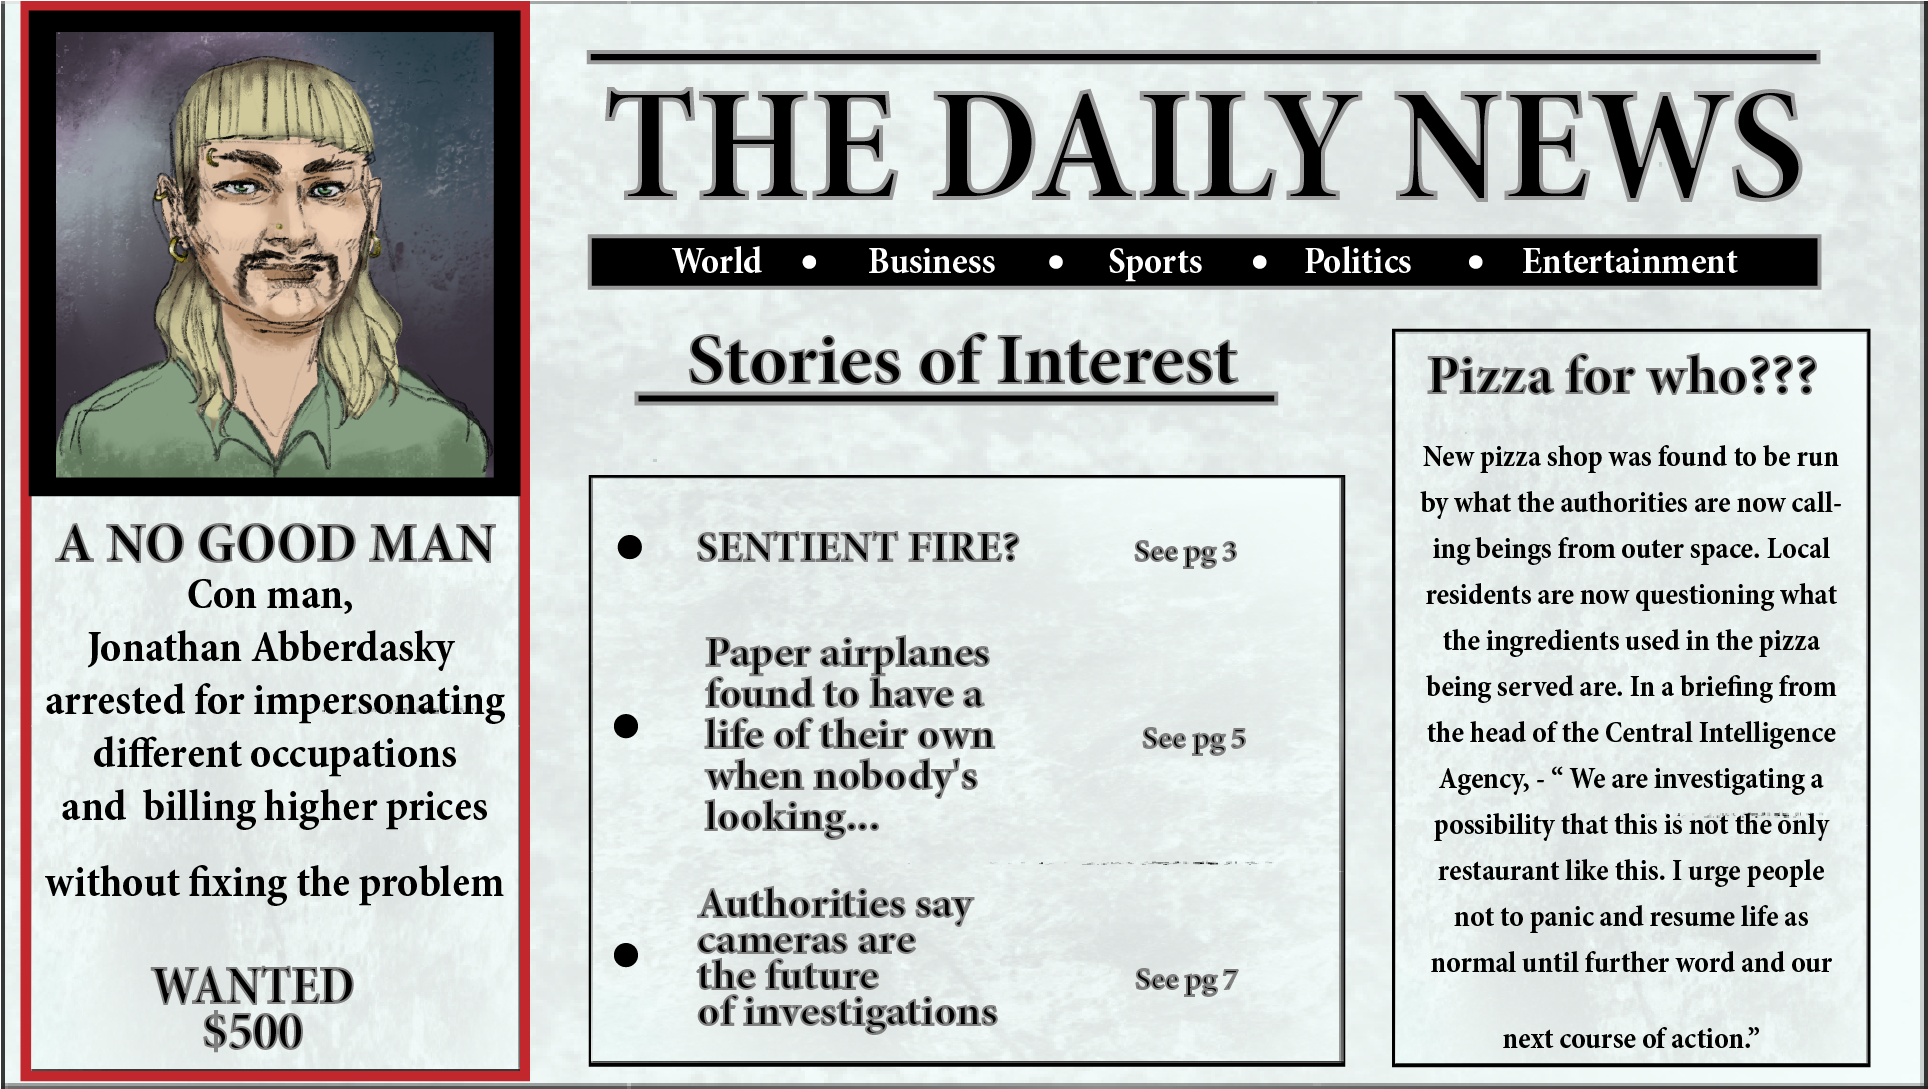 THE DAILY NEWS
World • Business • Sports • Politics • Entertainment
A NO GOOD MAN
Con man,
Jonathan Abberdasky
arrested for impersonating
different occupations
and billing higher prices
without fixing the problem
WANTED
$500
Stories of Interest
• SENTIENT FIRE? See pg 3
Paper airplanes
found to have a
• life of their own See pg 5
when nobody's
looking...
Authorities say
cameras are
• the future See pg 7
of investigations
Pizza for who???
New pizza shop was found to be run
by what the authorities are now call-
ing beings from outer space. Local
residents are now questioning what
the ingredients used in the pizza
being served are. In a briefing from
the head of the Central Intelligence
Agency, - “ We are investigating a
possibility that this is not the only
restaurant like this. I urge people
not to panic and resume life as
normal until further word and our
next course of action.”